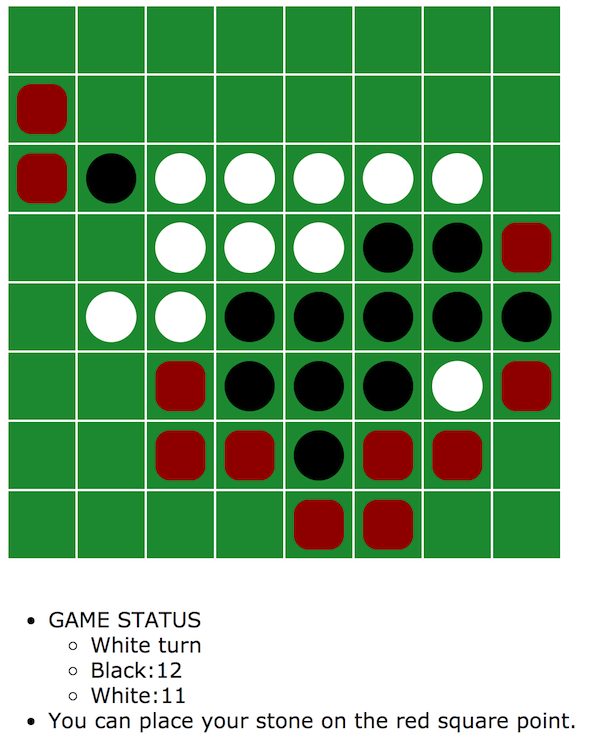 GAME STATUS
White turn
Black:12
White:11
You can place your stone on the red square point.